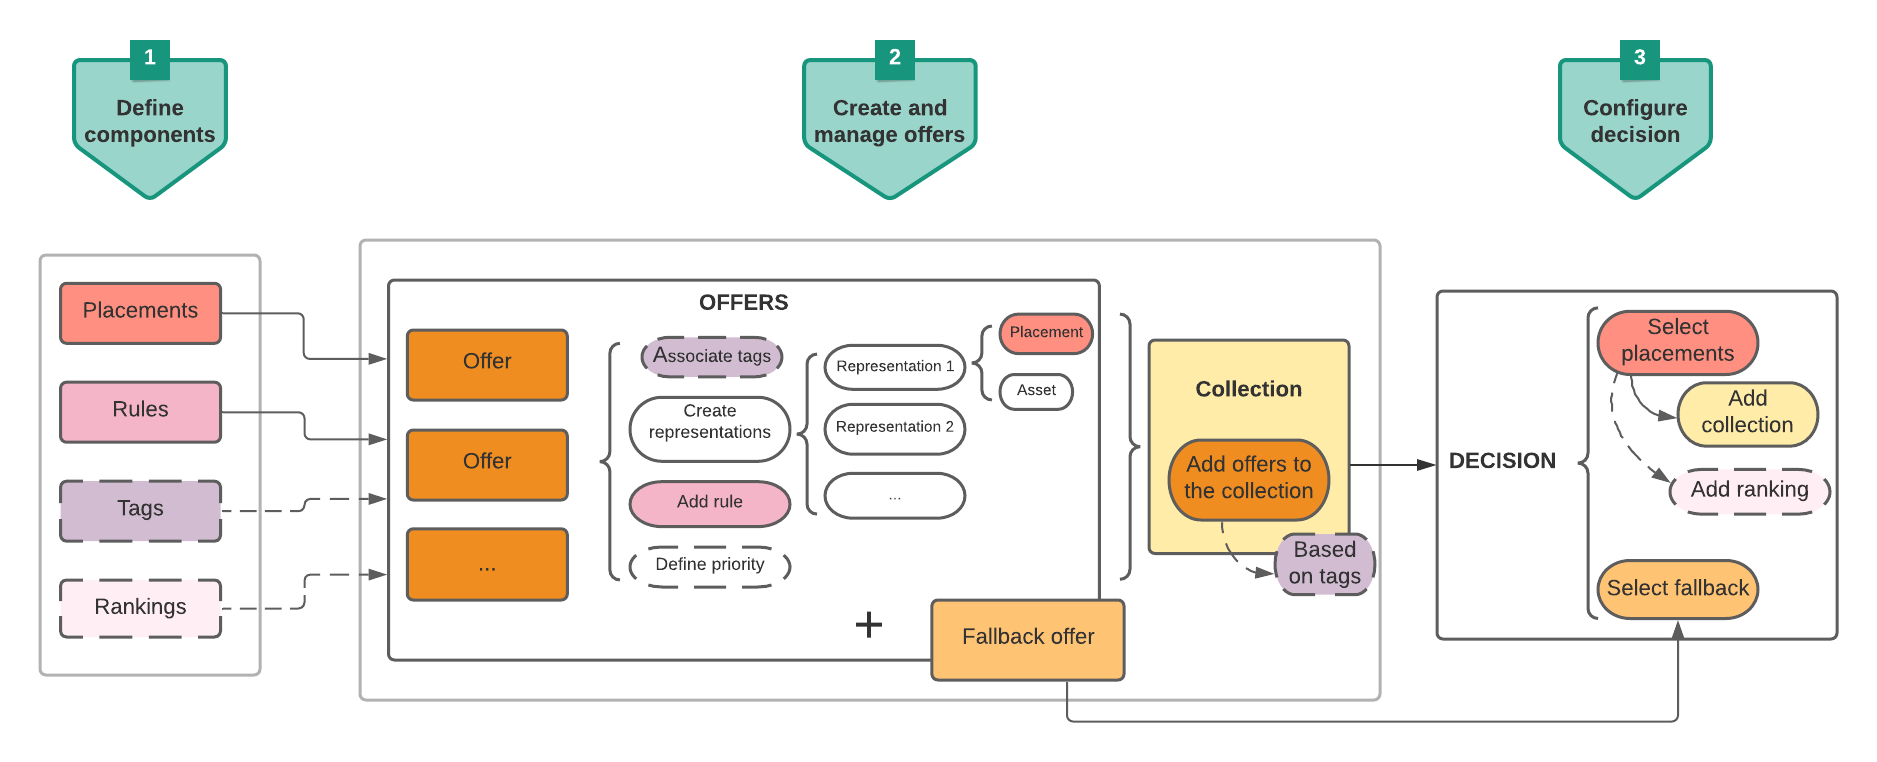 1
Define
components
2
Create and
manage offers
3
Configure
decision
Placements
Rules
Tags
Rankings
OFFERS
Offer
Offer
...
Associate tags
Create
representations
Add rule
Define priority
Representation 1
Representation 2
...
Placement
Asset
+
Fallback offer
Collection
Add offers to
the collection
Based
on tags
DECISION
Select
placements
Add
collection
Add ranking
Select fallback